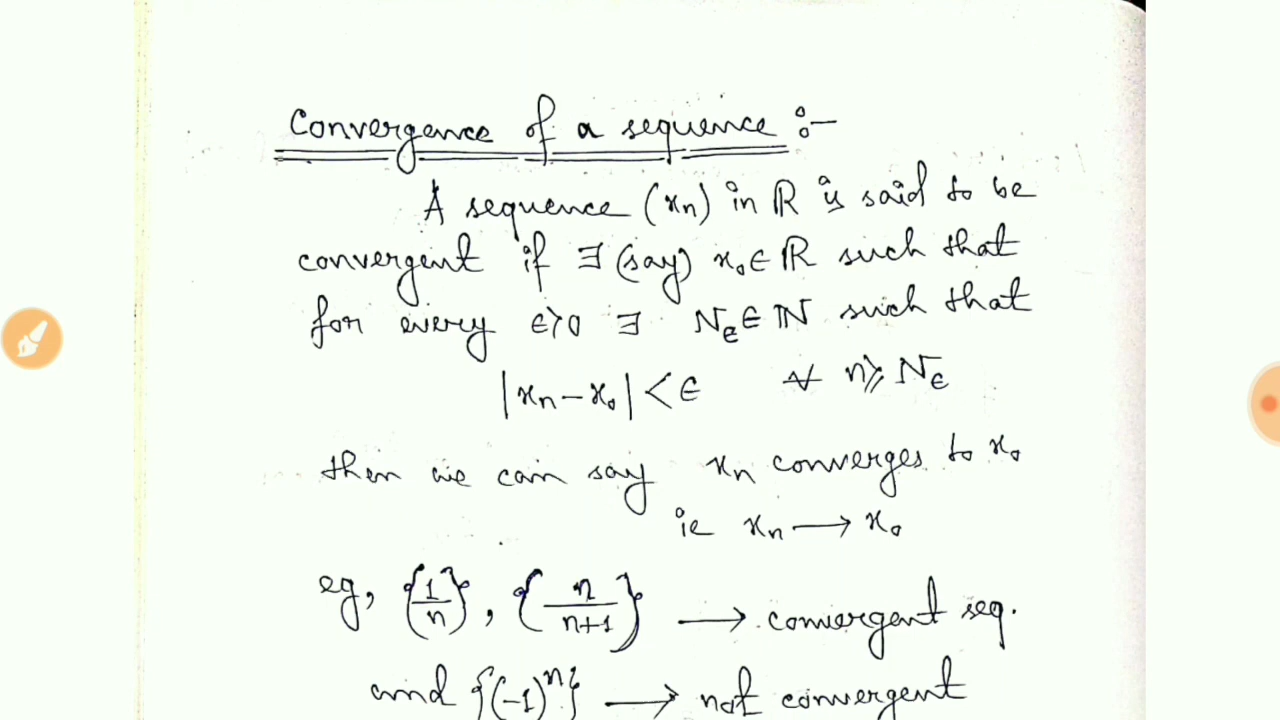 Convergence of a sequence :-
A sequence (xn) in ℝ is said to be
convergent if ∃ (say) x₀ ∈ ℝ such that
for every ϵ>0 ∃ N_ϵ ∈ ℕ such that
|xn - x₀| < ϵ ∀ n ≥ N_ϵ
then we can say xn converges to x₀
ie xn → x₀
eg, {1/n}, {n/n+1} → convergent seq.
and {(-1)ⁿ} → not convergent